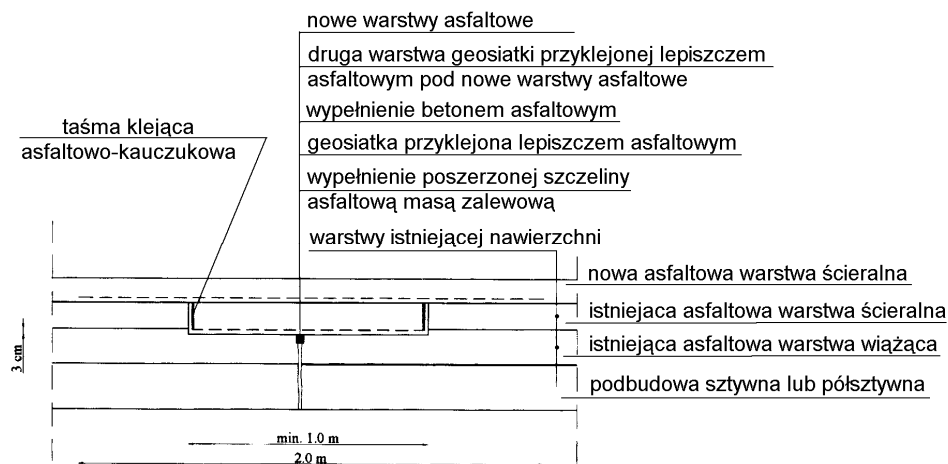 nowe warstwy asfaltowe
druga warstwa geosiatki przyklejonej lepiszczem
asfaltowym pod nowe warstwy asfaltowe
wypełnienie betonem asfaltowym
taśma klejąca
asfaltowo-kauczukowa
geosiatka przyklejona lepiszczem asfaltowym
wypełnienie poszerzonej szczeliny
asfaltową masą zalewową
warstwy istniejącej nawierzchni
nowa asfaltowa warstwa ścieralna
istniejaca asfaltowa warstwa ścieralna
istniejąca asfaltowa warstwa wiążąca
3 cm
podbudowa sztywna lub półsztywna
min. 1.0 m
2.0 m